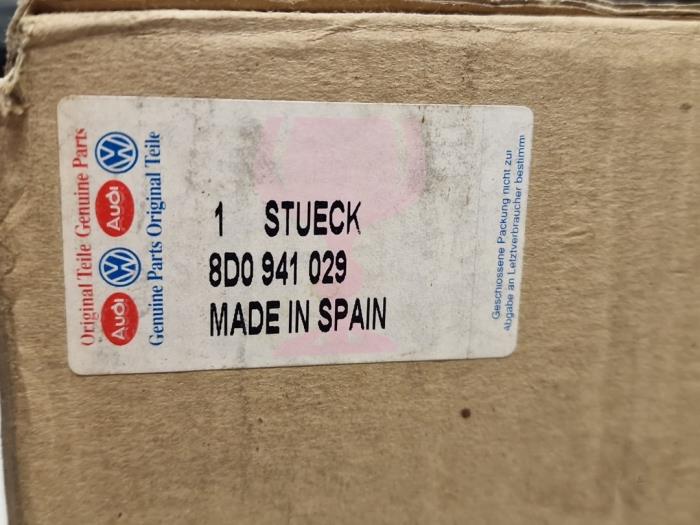 Original Teile Genuine Parts
Audi
Audi
Genuine Parts Original Teile
1 STUECK
8D0 941 029
MADE IN SPAIN
Geschlossene Packung nicht zur
Abgabe an Letztverbraucher bestimmt